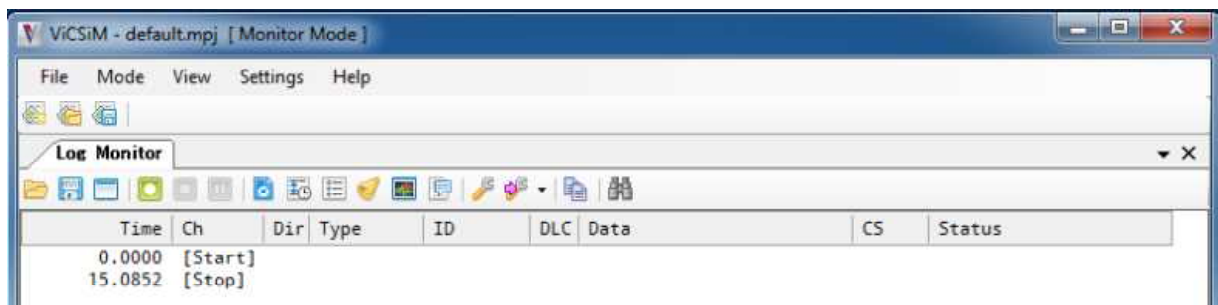 ViCSiM - default.mpj [ Monitor Mode ]
File Mode View Settings Help
Log Monitor
Time Ch Dir Type ID DLC Data CS Status
0.0000 [Start]
15.0852 [Stop]